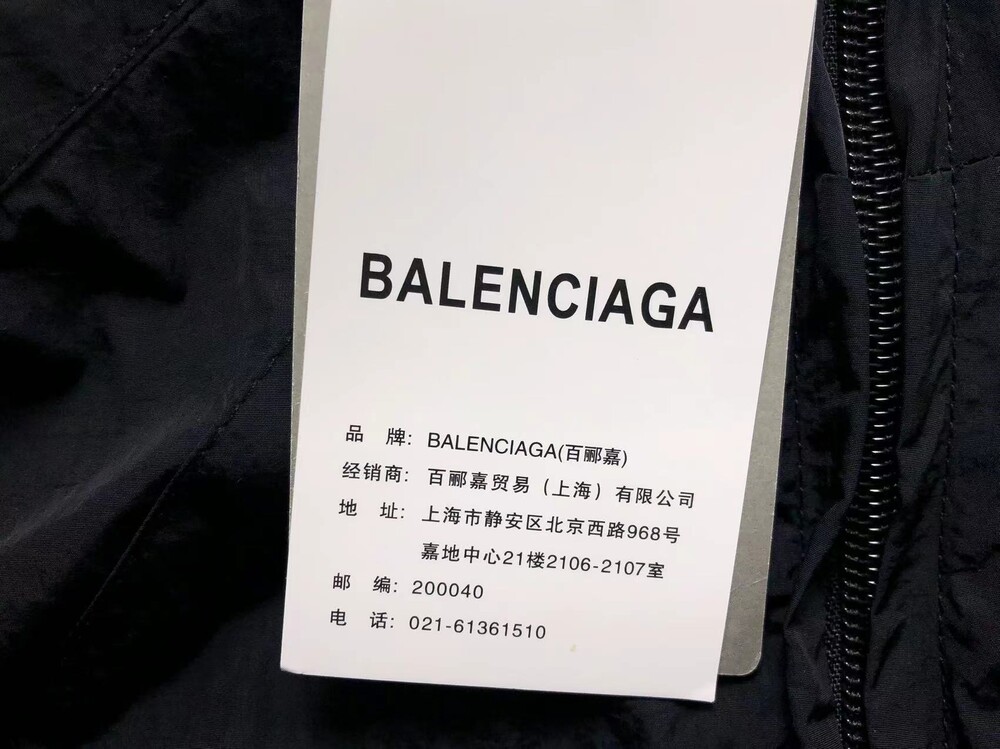 BALENCIAGA
品 牌: BALENCIAGA(百郦嘉)
经销商: 百郦嘉贸易（上海）有限公司
地 址: 上海市静安区北京西路968号
嘉地中心21楼2106-2107室
邮 编: 200040
电 话: 021-61361510